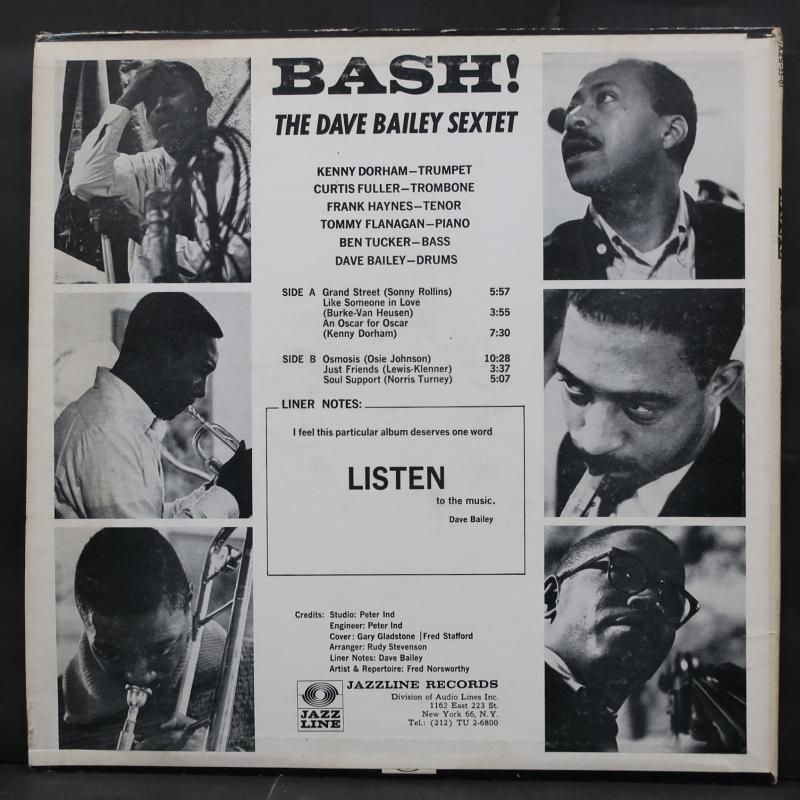 BASH!
THE DAVE BAILEY SEXTET
KENNY DORHAM—TRUMPET
CURTIS FULLER—TROMBONE
FRANK HAYNES—TENOR
TOMMY FLANAGAN—PIANO
BEN TUCKER—BASS
DAVE BAILEY—DRUMS
SIDE A Grand Street (Sonny Rollins) 5:57
Like Someone in Love
(Burke-Van Heusen) 3:55
An Oscar for Oscar
(Kenny Dorham) 7:30
SIDE B Osmosis (Osie Johnson) 10:28
Just Friends (Lewis-Klenner) 3:37
Soul Support (Norris Turney) 5:07
LINER NOTES:
I feel this particular album deserves one word
LISTEN
to the music.
Dave Bailey
Credits: Studio: Peter Ind
Engineer: Peter Ind
Cover: Gary Gladstone | Fred Stafford
Arranger: Rudy Stevenson
Liner Notes: Dave Bailey
Artist & Repertoire: Fred Norsworthy
JAZZ
LINE
JAZZLINE RECORDS
Division of Audio Lines Inc.
1162 East 223 St.
New York 66, N. Y.
Tel.: (212) TU 2-6800